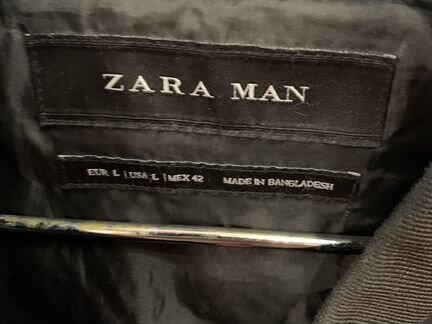 ZARA MAN
EUR L | USA L | MEX 42 MADE IN BANGLADESH